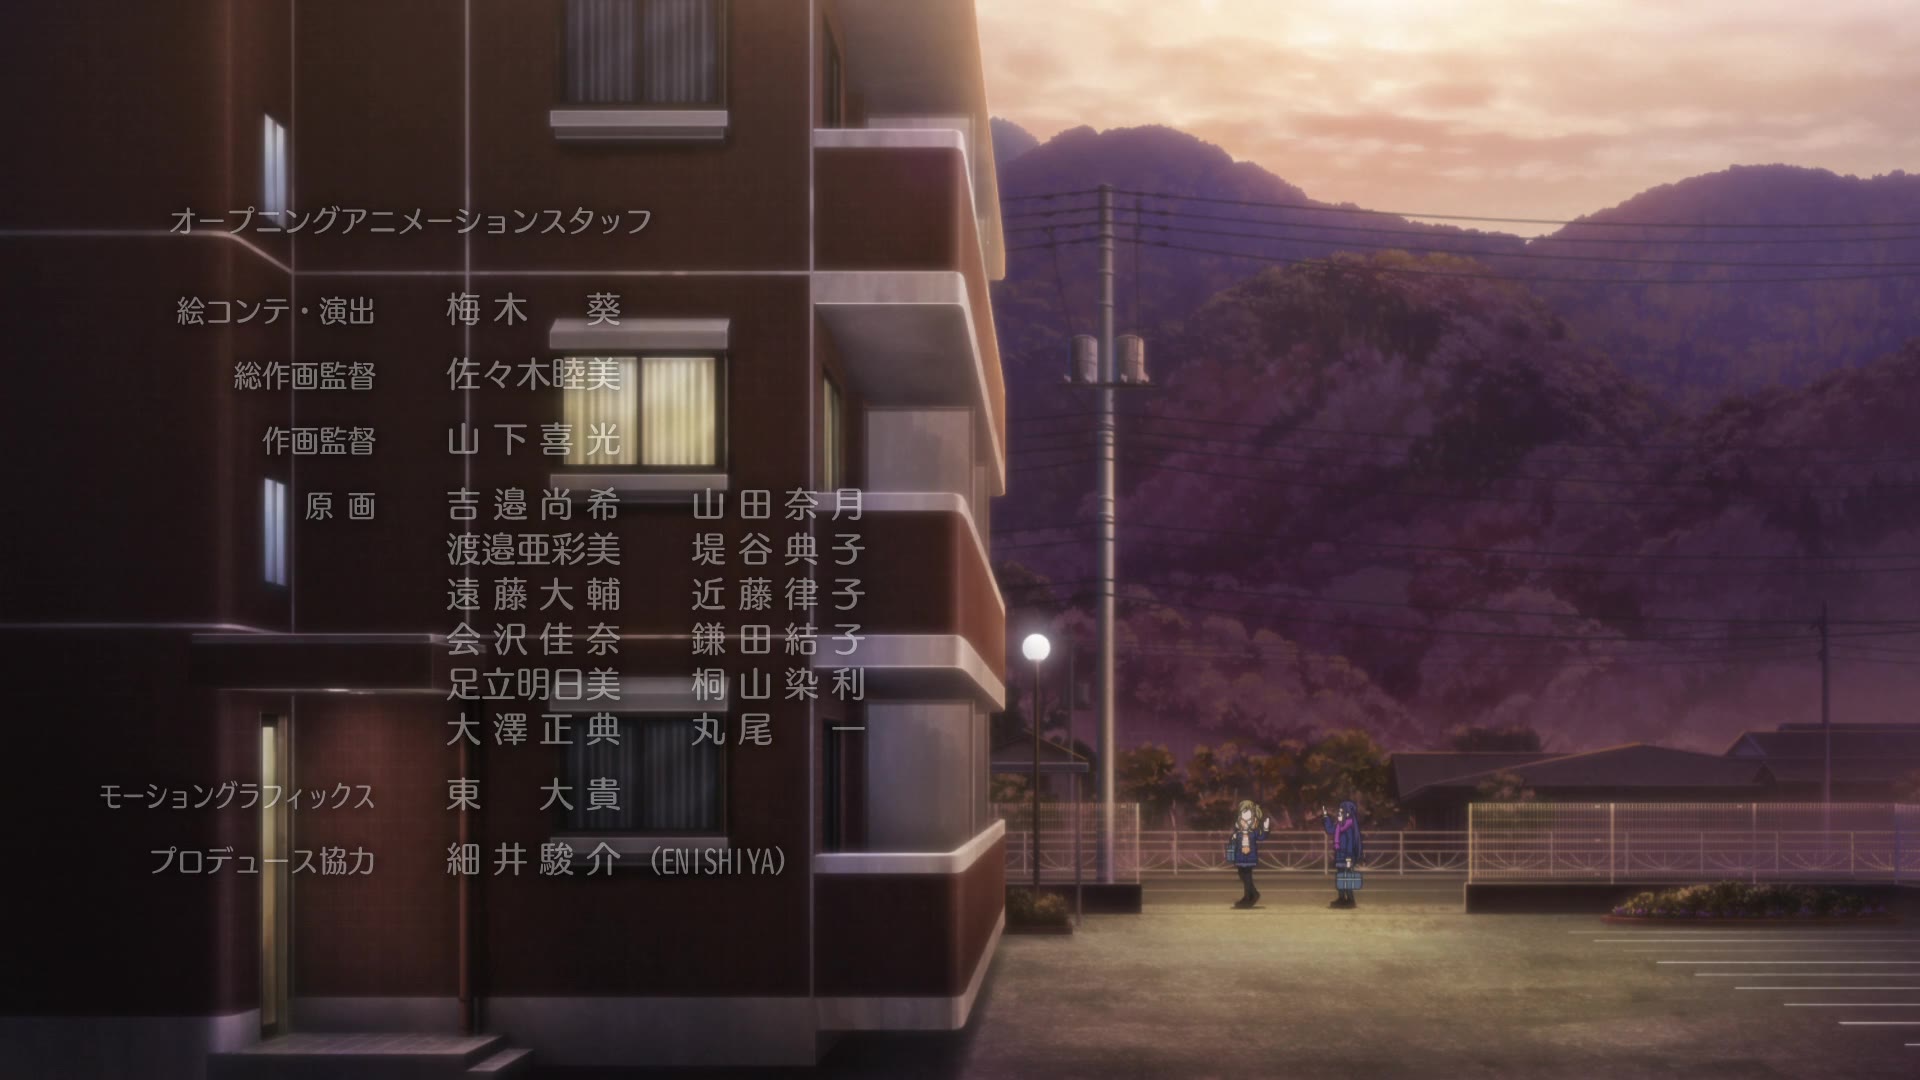 オープニングアニメーションスタッフ
絵コンテ・演出 梅木 葵
総作画監督 佐々木睦美
作画監督 山下喜光
原画 吉邉尚希 山田奈月
渡邉亜彩美 堤谷典子
遠藤大輔 近藤律子
会沢佳奈 鎌田結子
足立明日美 桐山染利
大澤正典 丸尾 一
モーショングラフィックス 東 大貴
プロデュース協力 細井駿介 (ENISHIYA)